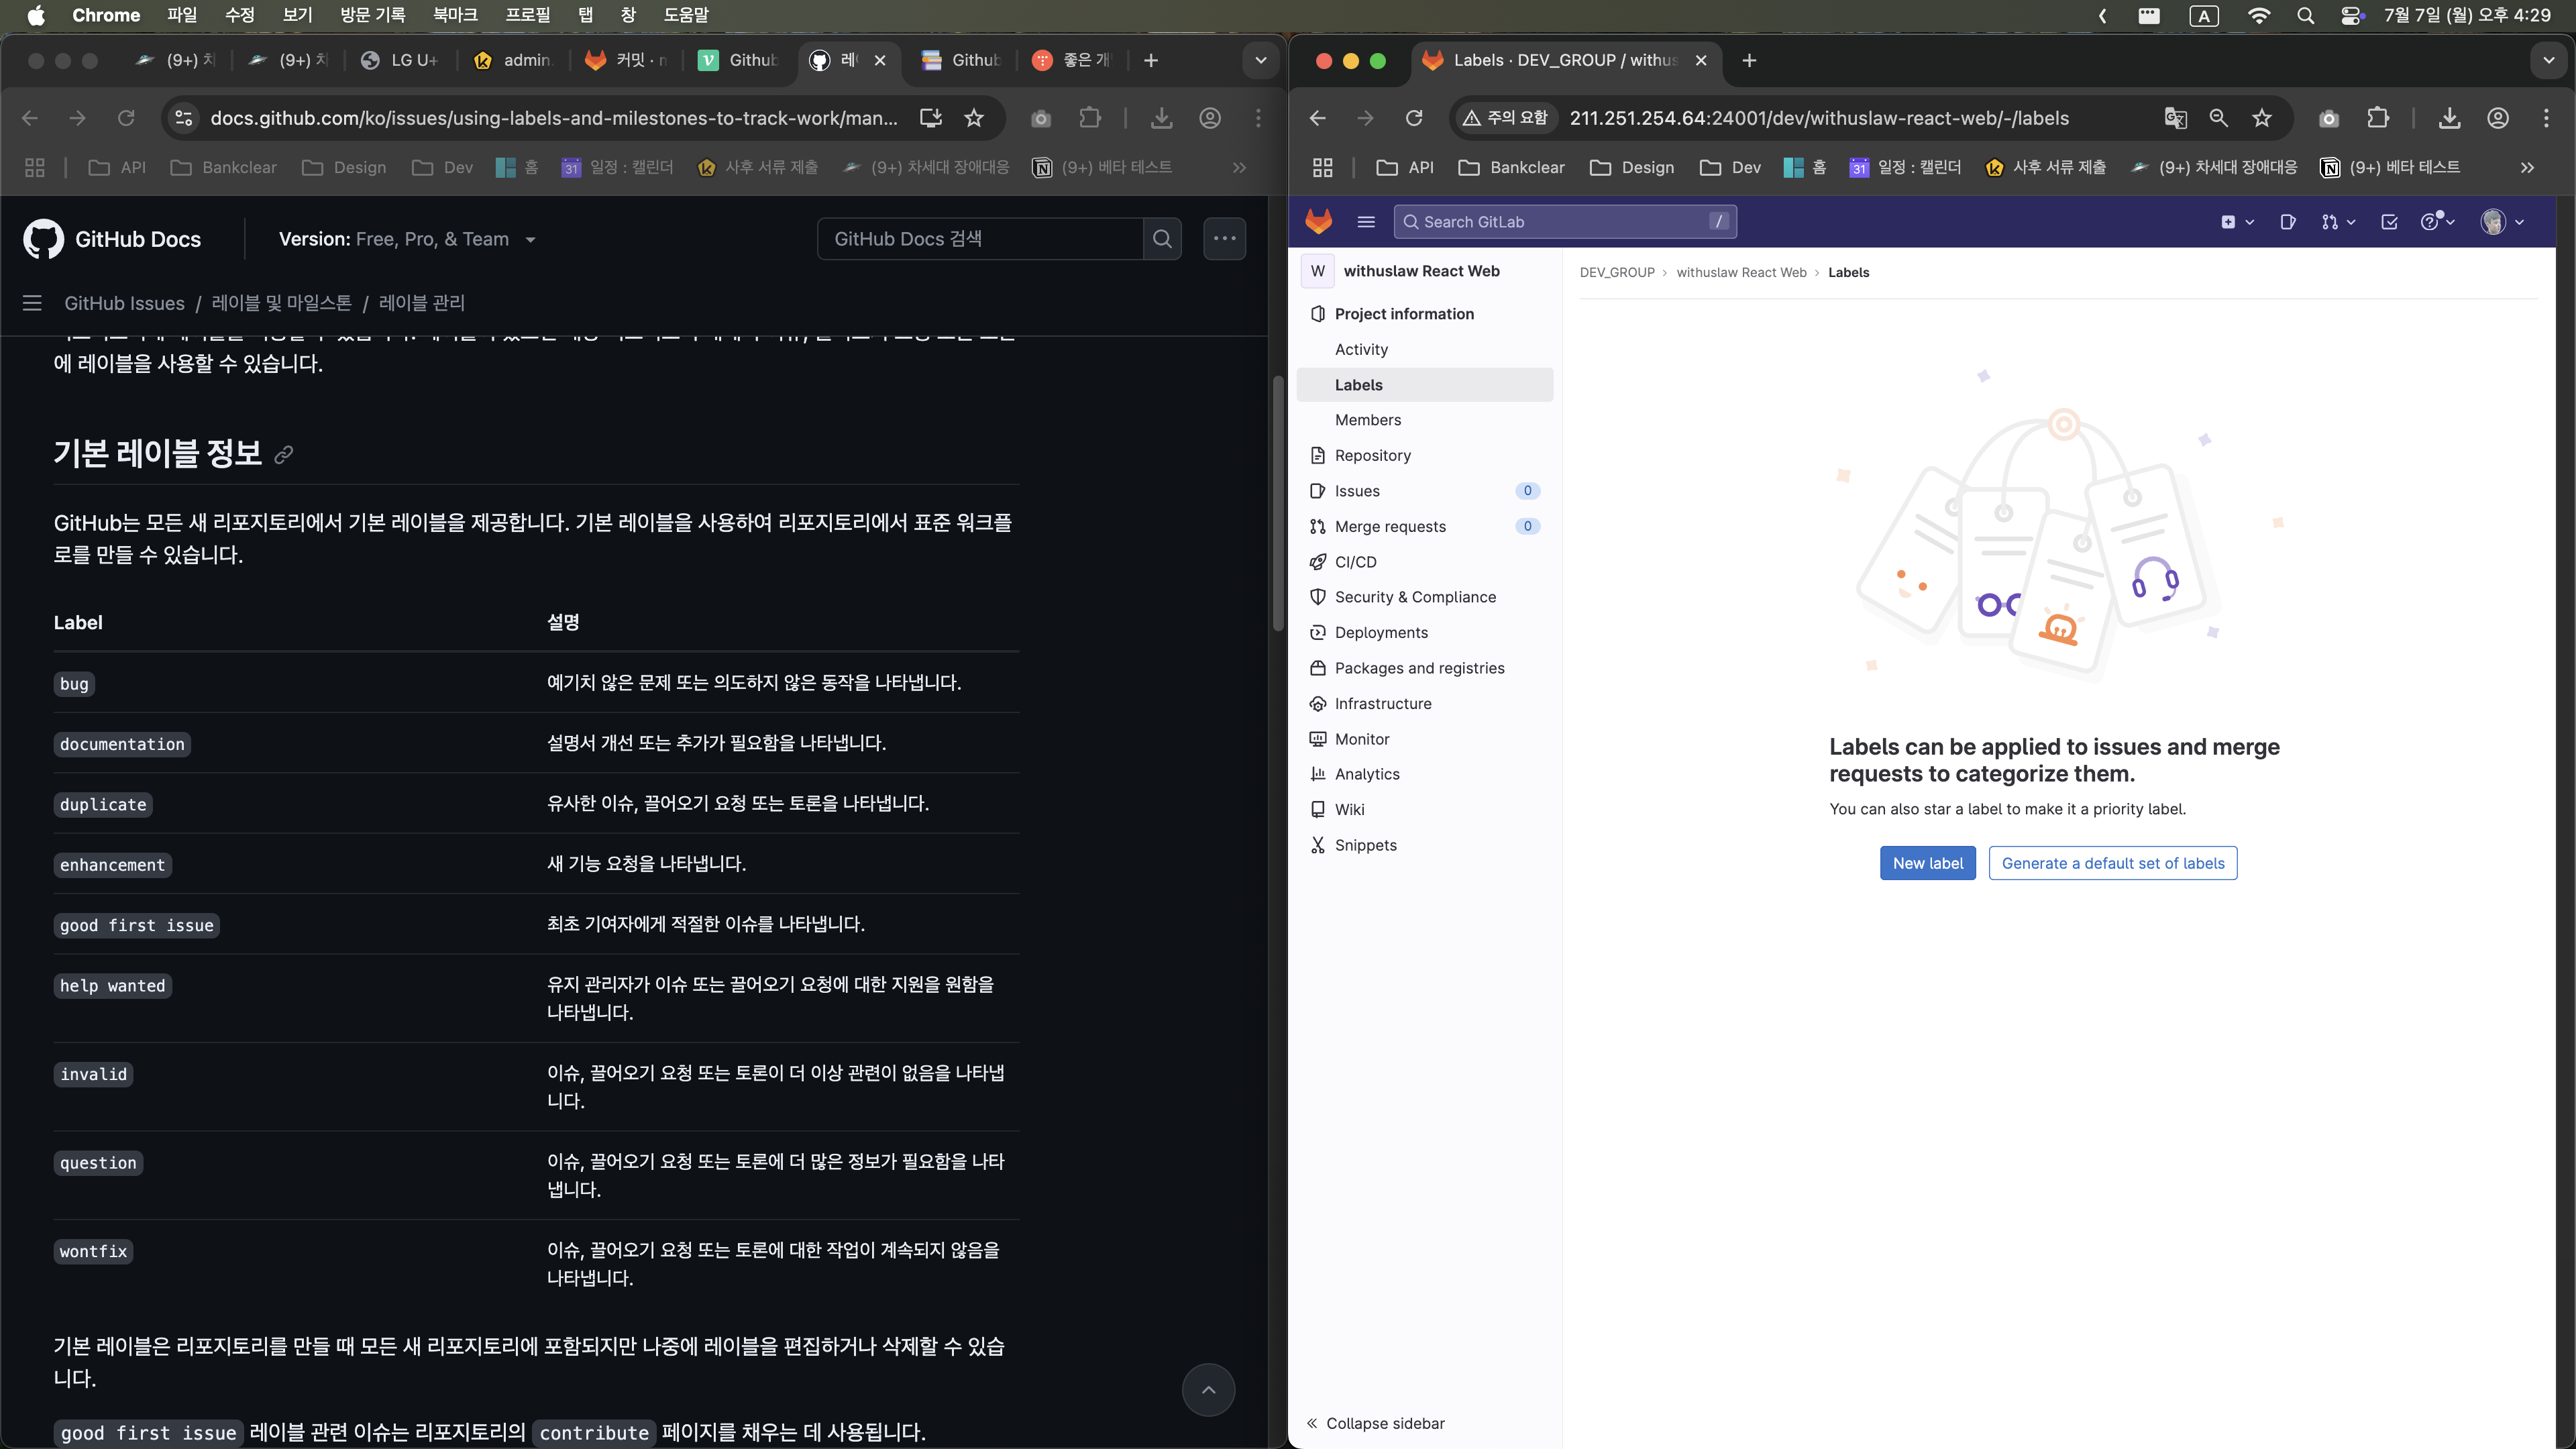 Chrome 파일 수정 보기 방문 기록 북마크 프로필 탭 창 도움말
A 7월 7일 (월) 오후 4:29
(9+) 차 (9+) 차 LG U+ admin. 커밋 · Github 레 Github 좋은 개
docs.github.com/ko/issues/using-labels-and-milestones-to-track-work/man...
API Bankclear Design Dev 홈 31 일정 : 캘린더 사후 서류 제출 (9+) 차세대 장애대응 (9+) 베타 테스트
GitHub Docs Version: Free, Pro, & Team GitHub Docs 검색
GitHub Issues / 레이블 및 마일스톤 / 레이블 관리
에 레이블을 사용할 수 있습니다.
기본 레이블 정보
GitHub는 모든 새 리포지토리에서 기본 레이블을 제공합니다. 기본 레이블을 사용하여 리포지토리에서 표준 워크플
로를 만들 수 있습니다.
Label 설명
bug 예기치 않은 문제 또는 의도하지 않은 동작을 나타냅니다.
documentation 설명서 개선 또는 추가가 필요함을 나타냅니다.
duplicate 유사한 이슈, 끌어오기 요청 또는 토론을 나타냅니다.
enhancement 새 기능 요청을 나타냅니다.
good first issue 최초 기여자에게 적절한 이슈를 나타냅니다.
help wanted 유지 관리자가 이슈 또는 끌어오기 요청에 대한 지원을 원함을
나타냅니다.
invalid 이슈, 끌어오기 요청 또는 토론이 더 이상 관련이 없음을 나타냅
니다.
question 이슈, 끌어오기 요청 또는 토론에 더 많은 정보가 필요함을 나타
냅니다.
wontfix 이슈, 끌어오기 요청 또는 토론에 대한 작업이 계속되지 않음을
나타냅니다.
기본 레이블은 리포지토리를 만들 때 모든 새 리포지토리에 포함되지만 나중에 레이블을 편집하거나 삭제할 수 있습
니다.
good first issue 레이블 관련 이슈는 리포지토리의 contribute 페이지를 채우는 데 사용됩니다.
Labels · DEV_GROUP / withus
주의 요함 211.251.254.64:24001/dev/withuslaw-react-web/-/labels
API Bankclear Design Dev 홈 31 일정 : 캘린더 사후 서류 제출 (9+) 차세대 장애대응 (9+) 베타 테스트
Search GitLab /
W withuslaw React Web
Project information
Activity
Labels
Members
Repository
Issues 0
Merge requests 0
CI/CD
Security & Compliance
Deployments
Packages and registries
Infrastructure
Monitor
Analytics
Wiki
Snippets
Collapse sidebar
DEV_GROUP › withuslaw React Web › Labels
Labels can be applied to issues and merge
requests to categorize them.
You can also star a label to make it a priority label.
New label Generate a default set of labels